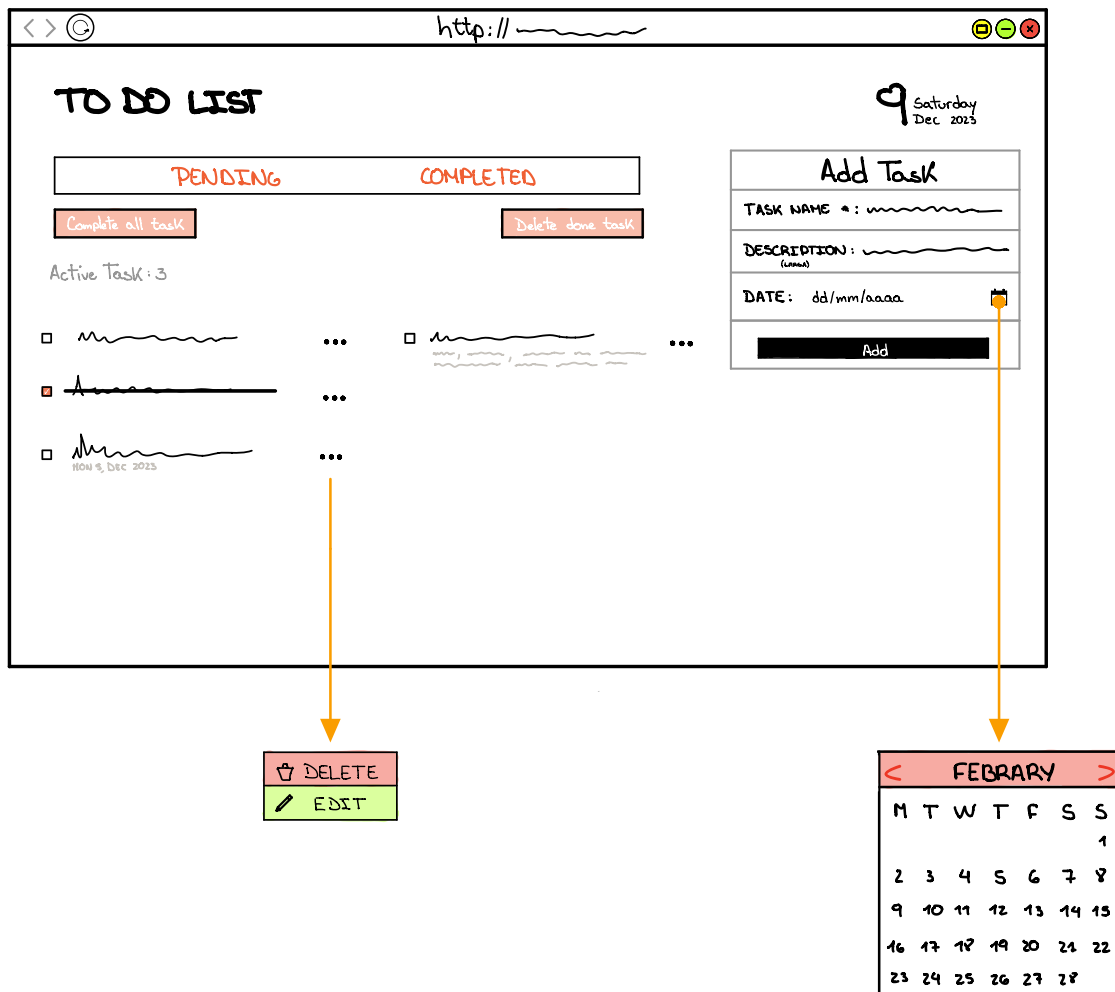 http://
TO DO LIST
Saturday
Dec 2023
PENDING COMPLETED
Complete all task Delete done task
Active Task: 3
MON 8, DEC 2023
Add Task
TASK NAME *:
DESCRIPTION:
(LARGA)
DATE: dd/mm/aaaa
Add
DELETE
EDIT
< FEBRARY >
M T W T F S S
1
2 3 4 5 6 7 8
9 10 11 12 13 14 15
16 17 18 19 20 21 22
23 24 25 26 27 28